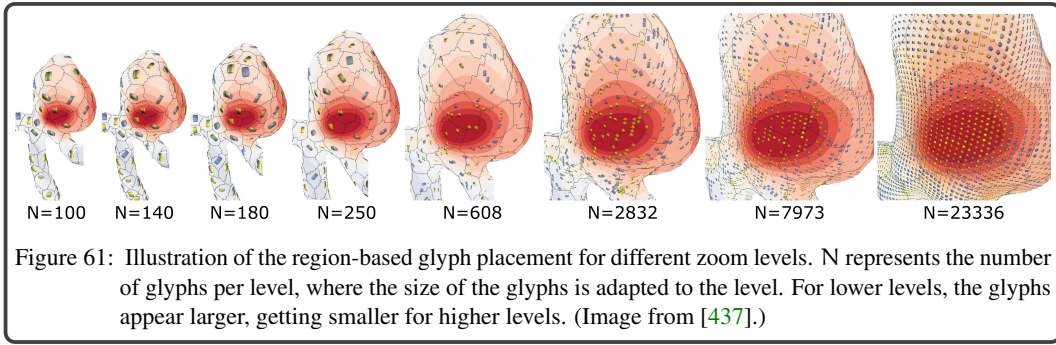 N=100 N=140 N=180 N=250 N=608 N=2832 N=7973 N=23336
Figure 61: Illustration of the region-based glyph placement for different zoom levels. N represents the number
of glyphs per level, where the size of the glyphs is adapted to the level. For lower levels, the glyphs
appear larger, getting smaller for higher levels. (Image from [437].)